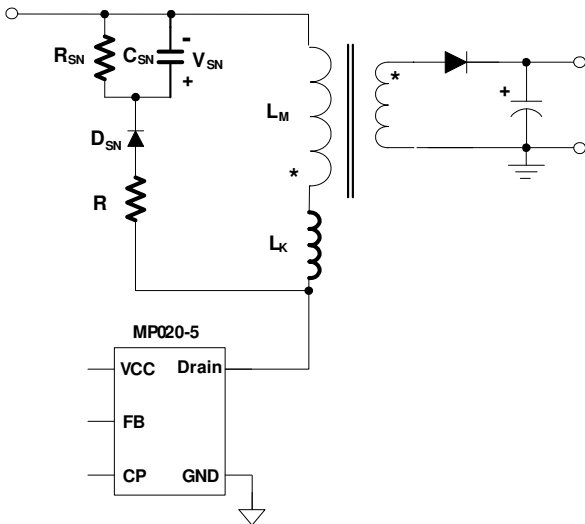 R_SN
C_SN
-
V_SN
+
D_SN
R
L_M
*
L_K
*
+
MP020-5
VCC
Drain
FB
CP
GND